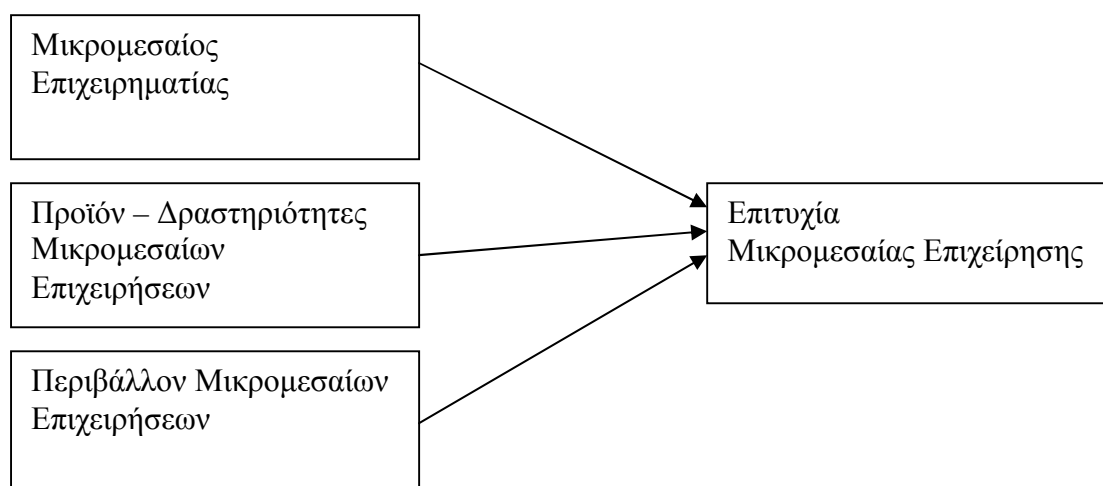 Μικρομεσαίος
Επιχειρηματίας
Προϊόν – Δραστηριότητες
Μικρομεσαίων
Επιχειρήσεων
Περιβάλλον Μικρομεσαίων
Επιχειρήσεων
Επιτυχία
Μικρομεσαίας Επιχείρησης